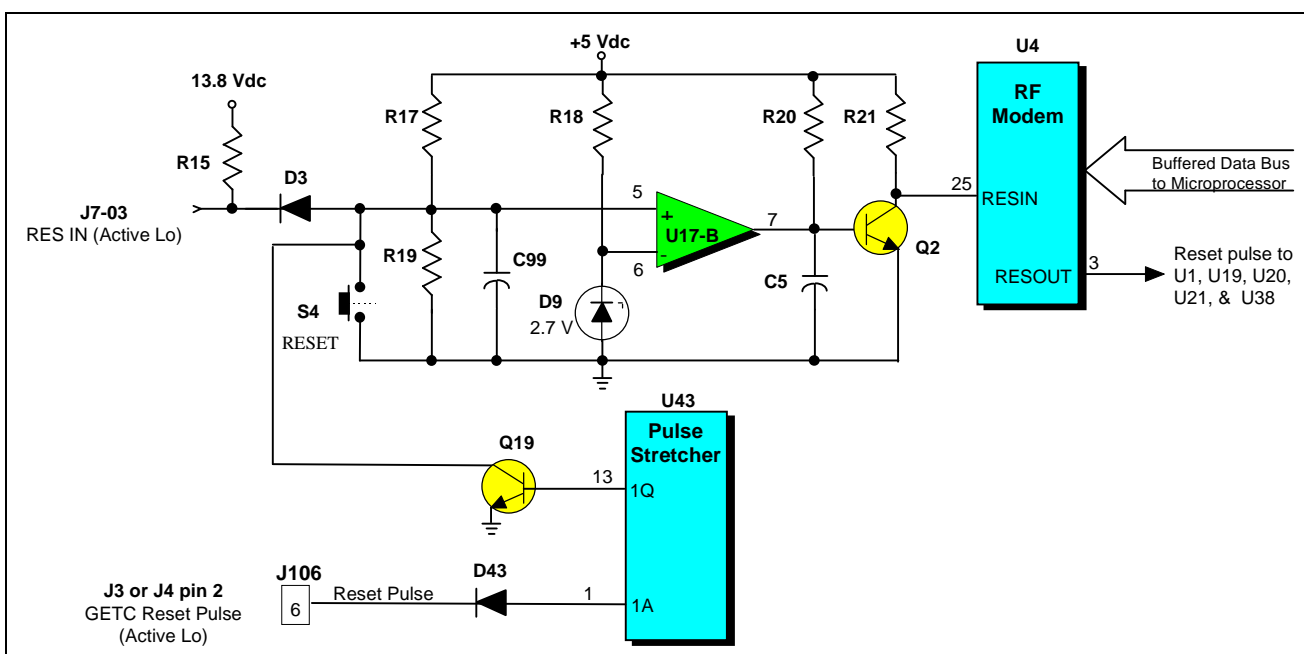 +5 Vdc
U4
13.8 Vdc
RF
Modem
R17
R18
R20
R21
R15
D3
Buffered Data Bus
to Microprocessor
J7-03
RES IN (Active Lo)
5
+
U17-B
7
25
RESIN
-
6
Q2
R19
C99
C5
RESOUT
3
Reset pulse to
U1, U19, U20,
U21, & U38
S4
RESET
D9
2.7 V
U43
Pulse
Stretcher
Q19
13
1Q
J3 or J4 pin 2
GETC Reset Pulse
(Active Lo)
J106
6
Reset Pulse
D43
1
1A